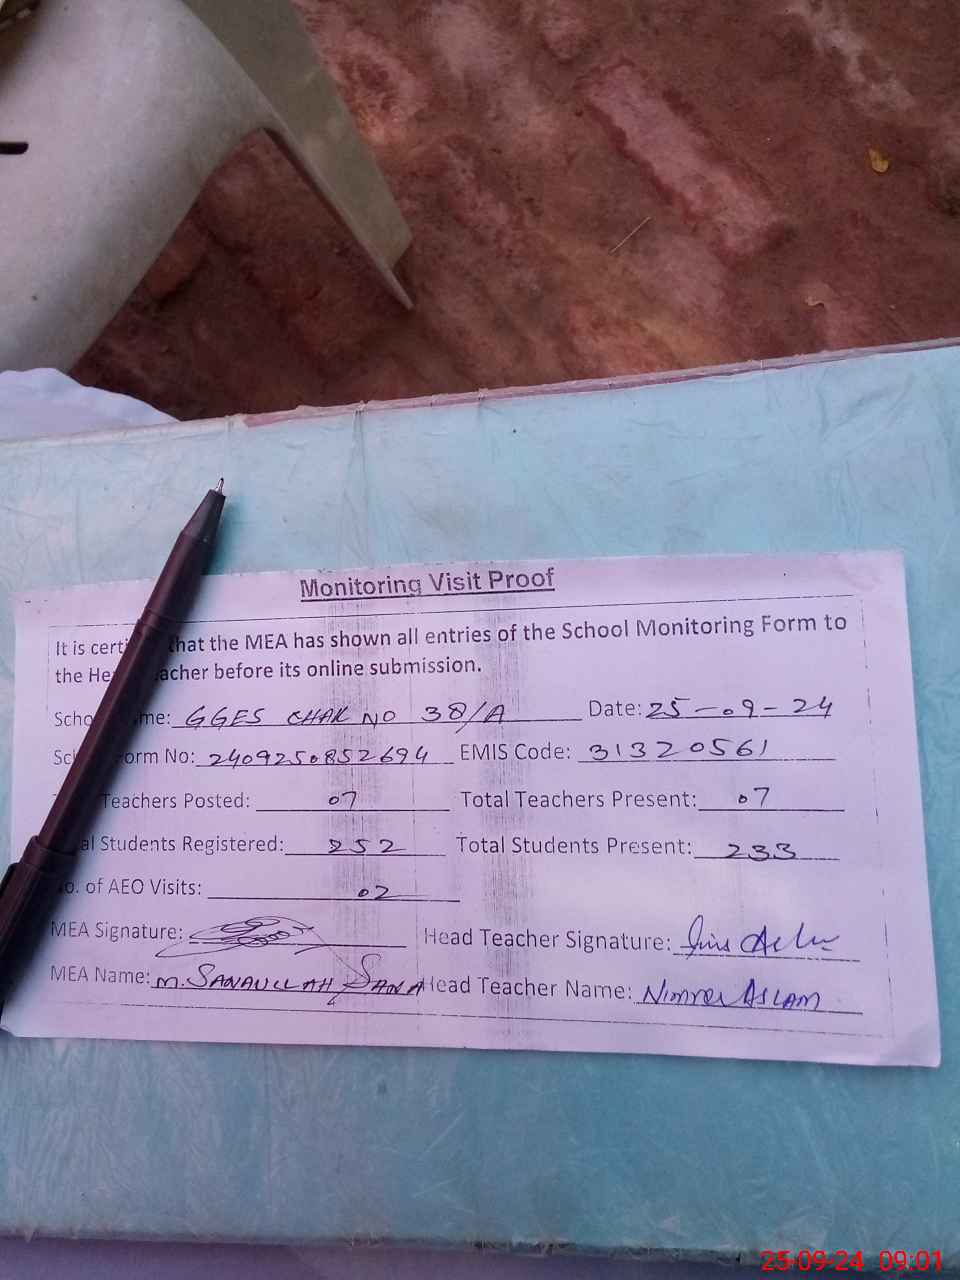 Monitoring Visit Proof
It is certi that the MEA has shown all entries of the School Monitoring Form to
the He acher before its online submission.
Scho me: GGES CHAK NO 38/A Date: 25-09-24
Sc orm No: 2409250852694 EMIS Code: 31320561
Teachers Posted: 07 Total Teachers Present: 07
al Students Registered: 252 Total Students Present: 233
o. of AEO Visits: 02
MEA Signature: Head Teacher Signature:
MEA Name: M. SANAULLAH SANA Head Teacher Name: Nimra ASLAM
25-09-24 09:01